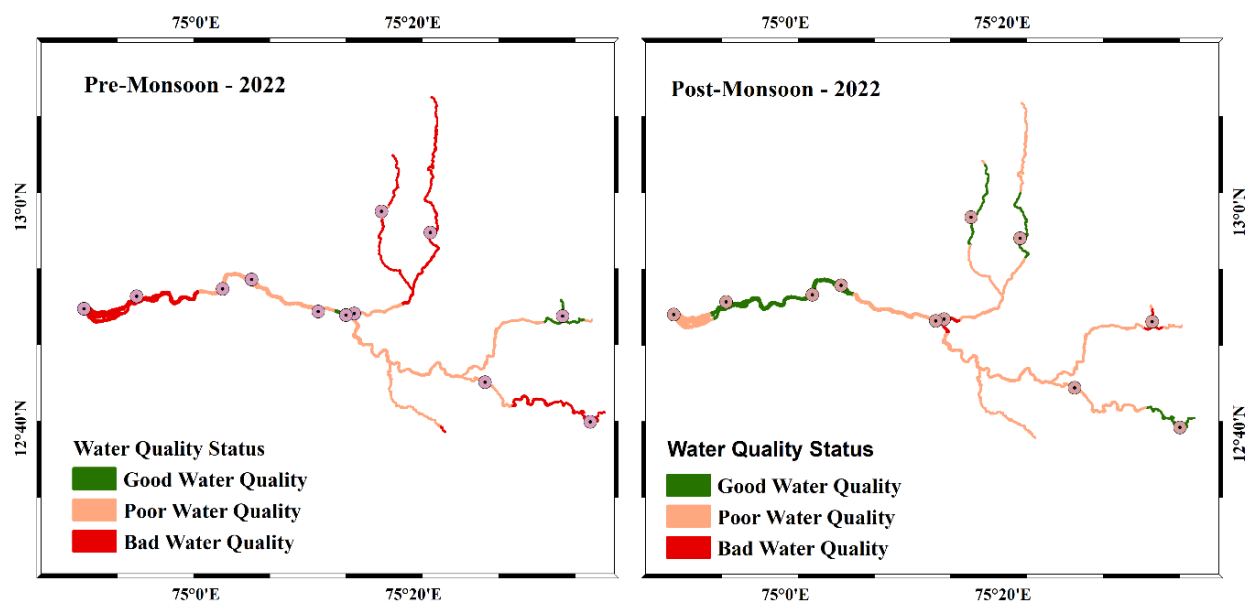 75°0'E 75°20'E 75°0'E 75°20'E
Pre-Monsoon - 2022
Post-Monsoon - 2022
13°0'N
13°0'N
12°40'N
12°40'N
Water Quality Status
Good Water Quality
Poor Water Quality
Bad Water Quality
Water Quality Status
Good Water Quality
Poor Water Quality
Bad Water Quality
75°0'E 75°20'E 75°0'E 75°20'E